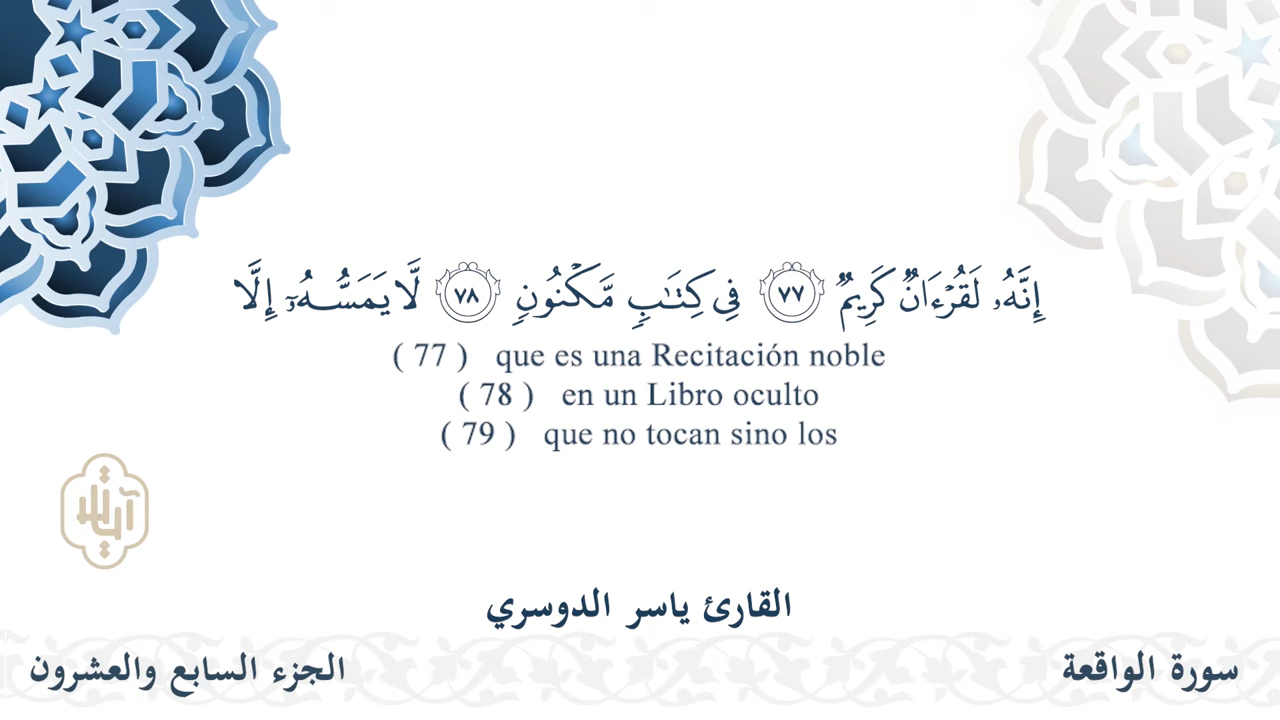 إِنَّهُۥ لَقُرْءَانٌ كَرِيمٌ ٧٧ فِى كِتَٰبٍ مَّكْنُونٍ ٧٨ لَّا يَمَسُّهُۥٓ إِلَّا
( 77 ) que es una Recitación noble
( 78 ) en un Libro oculto
( 79 ) que no tocan sino los
آيات
القارئ ياسر الدوسري
سورة الواقعة
الجزء السابع والعشرون